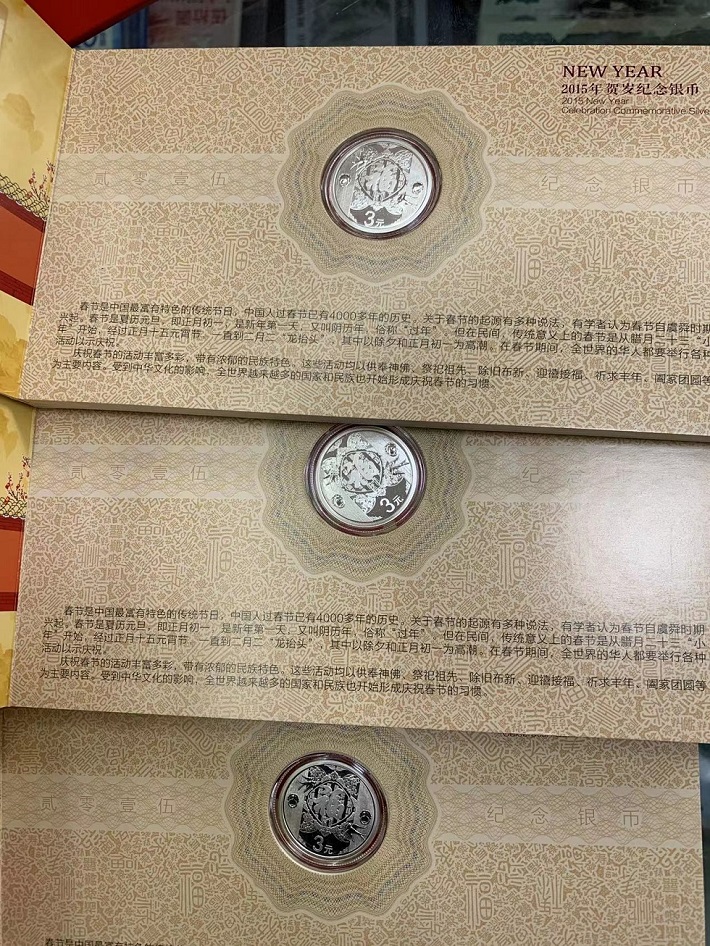 NEW YEAR
2015年贺岁纪念银币
2015 New Year
Celebration Commemorative Silve
贰零壹伍
纪念银币
福
3元
春节是中国最富有特色的传统节日，中国人过春节已有4000多年的历史，关于春节的起源有多种说法，有学者认为春节自虞舜时期
兴起。春节是夏历元旦，即正月初一，是新年第一天，又叫阴历年，俗称“过年”。但在民间，传统意义上的春节是从腊月二十三“小
年”开始，经过正月十五元宵节，一直到二月二“龙抬头”，其中以除夕和正月初一为高潮。在春节期间，全世界的华人都要举行各种
活动以示庆祝。
庆祝春节的活动丰富多彩，带有浓郁的民族特色，这些活动均以供奉神佛、祭祀祖先、除旧布新、迎禧接福、祈求丰年、阖家团圆等
为主要内容。受到中华文化的影响，全世界越来越多的国家和民族也开始形成庆祝春节的习惯。
贰零壹伍
纪念银
福
3元
春节是中国最富有特色的传统节日，中国人过春节已有4000多年的历史，关于春节的起源有多种说法，有学者认为春节自虞舜时期
兴起。春节是夏历元旦，即正月初一，是新年第一天，又叫阴历年，俗称“过年”。但在民间，传统意义上的春节是从腊月二十三“小
年”开始，经过正月十五元宵节，一直到二月二“龙抬头”，其中以除夕和正月初一为高潮。在春节期间，全世界的华人都要举行各种
活动以示庆祝。
庆祝春节的活动丰富多彩，带有浓郁的民族特色，这些活动均以供奉神佛、祭祀祖先、除旧布新、迎禧接福、祈求丰年、阖家团圆等
为主要内容。受到中华文化的影响，全世界越来越多的国家和民族也开始形成庆祝春节的习惯。
贰零壹伍
纪念银币
福
3元
春节是中国最富有特色的传统